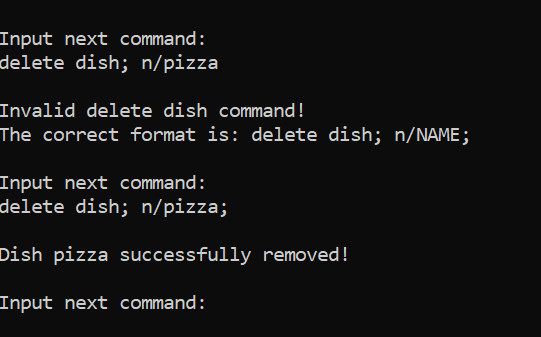 Input next command:
delete dish; n/pizza
Invalid delete dish command!
The correct format is: delete dish; n/NAME;
Input next command:
delete dish; n/pizza;
Dish pizza successfully removed!
Input next command: